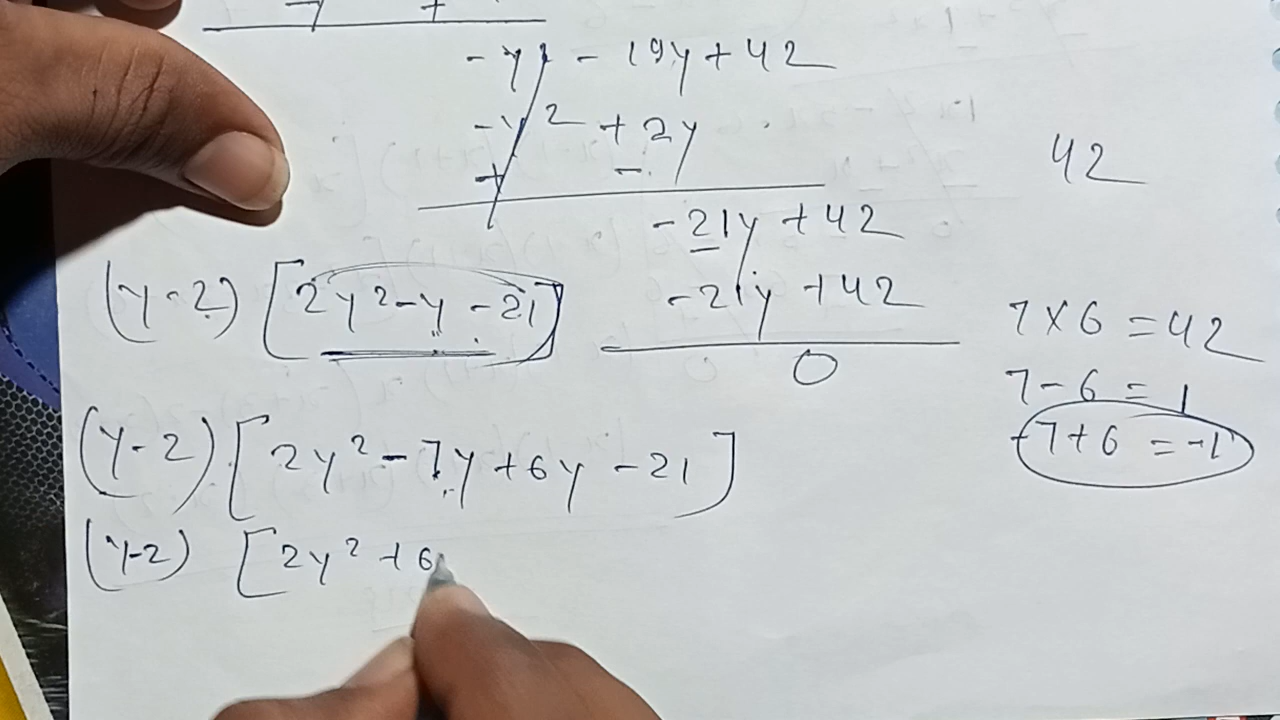 -y² - 19y + 42
-y² + 2y
+ -
-21y + 42
(y-2) [2y² - y - 21]
-21y + 42
0
(y-2) [2y² - 7y + 6y - 21]
(y-2) [2y² + 6
42
7 × 6 = 42
7 - 6 = 1
-7 + 6 = -1